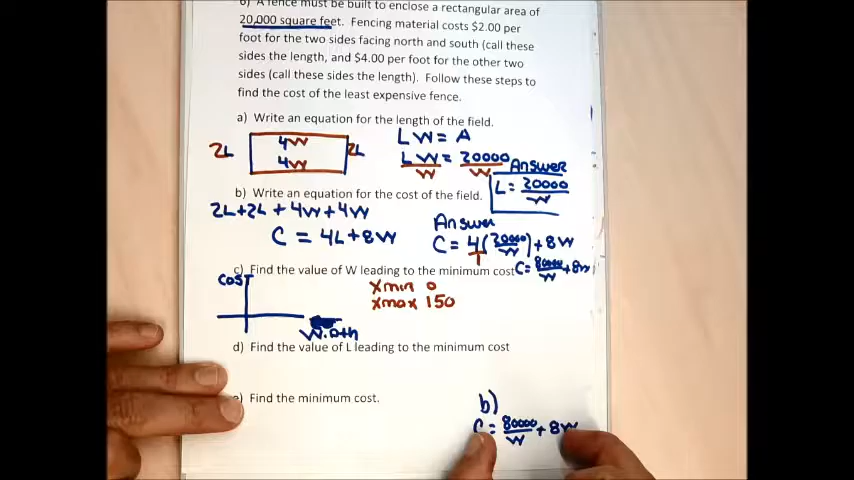 6) A fence must be built to enclose a rectangular area of
20,000 square feet. Fencing material costs $2.00 per
foot for the two sides facing north and south (call these
sides the length, and $4.00 per foot for the other two
sides (call these sides the length). Follow these steps to
find the cost of the least expensive fence.
a) Write an equation for the length of the field.
2L 4W 2L
4W
LW = A
LW = 20000
W W
Answer
L = 20000
W
b) Write an equation for the cost of the field.
2L+2L + 4W+4W
C = 4L+8W
Answer
C = 4(20000/W)+8W
1
C= 80000/W +8W
c) Find the value of W leading to the minimum cost
COST
Width
Xmin 0
Xmax 150
d) Find the value of L leading to the minimum cost
e) Find the minimum cost.
b)
C = 80000/W + 8W